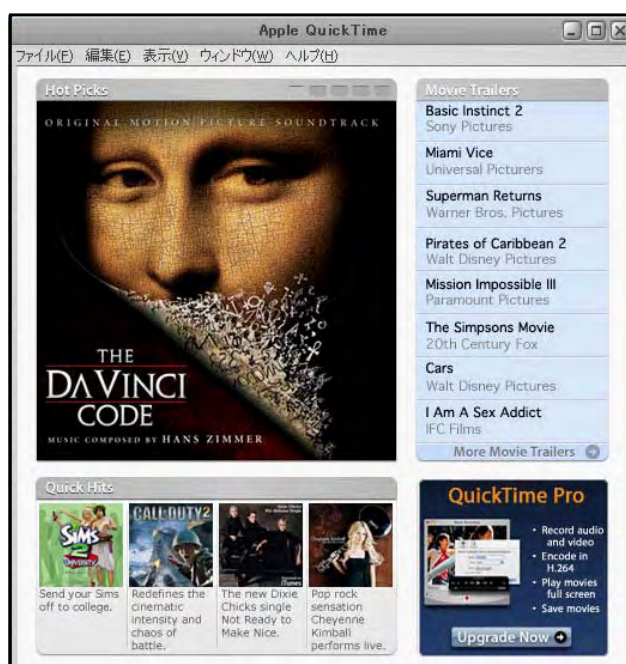 Apple QuickTime
ファイル(F) 編集(E) 表示(V) ウィンドウ(W) ヘルプ(H)
Hot Picks
ORIGINAL MOTION PICTURE SOUNDTRACK
THE
DAVINCI
CODE
MUSIC COMPOSED BY HANS ZIMMER
Movie Trailers
Basic Instinct 2
Sony Pictures
Miami Vice
Universal Picturers
Superman Returns
Warner Bros. Pictures
Pirates of Caribbean 2
Walt Disney Pictures
Mission Impossible III
Paramount Pictures
The Simpsons Movie
20th Century Fox
Cars
Walt Disney Pictures
I Am A Sex Addict
IFC Films
More Movie Trailers
Quick Hits
SIMS
2
UNIVERSITY
Send your Sims
off to college.
CALL OF DUTY 2
Redefines the
cinematic
intensity and
chaos of
battle.
iTunes
The new Dixie
Chicks single
Not Ready to
Make Nice.
Pop rock
sensation
Cheyenne
Kimball
performs live.
QuickTime Pro
• Record audio
and video
• Encode in
H.264
• Play movies
full screen
• Save movies
Upgrade Now